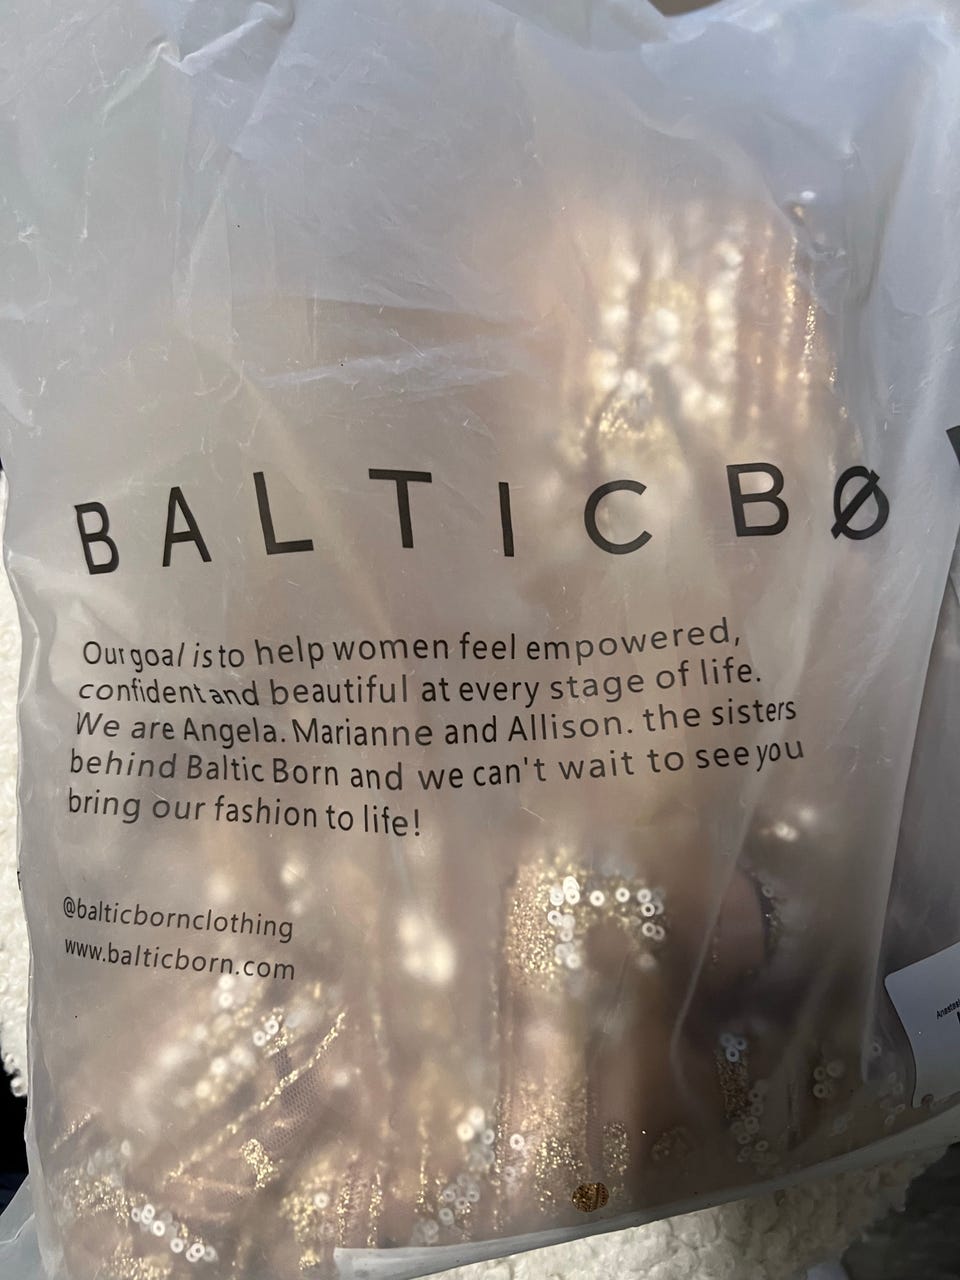 BALTICBØ
Our goal is to help women feel empowered,
confident and beautiful at every stage of life.
We are Angela. Marianne and Allison. the sisters
behind Baltic Born and we can't wait to see you
bring our fashion to life!
@balticbornclothing
www.balticborn.com